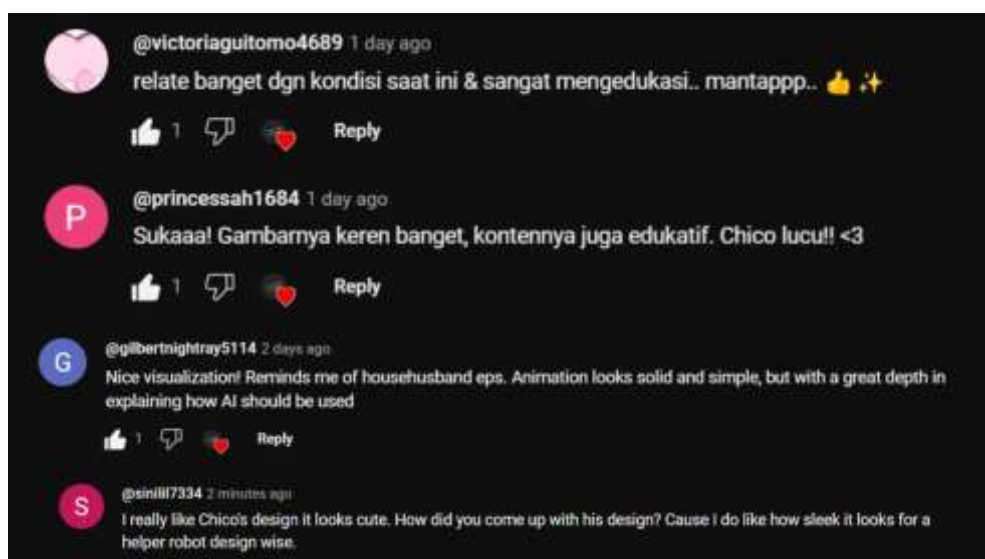 @victoriaguitomo4689 1 day ago
relate banget dgn kondisi saat ini & sangat mengedukasi.. mantappp.. 👍 ✨
1 Reply
P
@princessah1684 1 day ago
Sukaaa! Gambarnya keren banget, kontennya juga edukatif. Chico lucu!! <3
1 Reply
G
@gilbertnightray5114 2 days ago
Nice visualization! Reminds me of househusband eps. Animation looks solid and simple, but with a great depth in
explaining how AI should be used
1 Reply
S
2 minutes ago
I really like Chico's design it looks cute. How did you come up with his design? Cause I do like how sleek it looks for a
helper robot design wise.